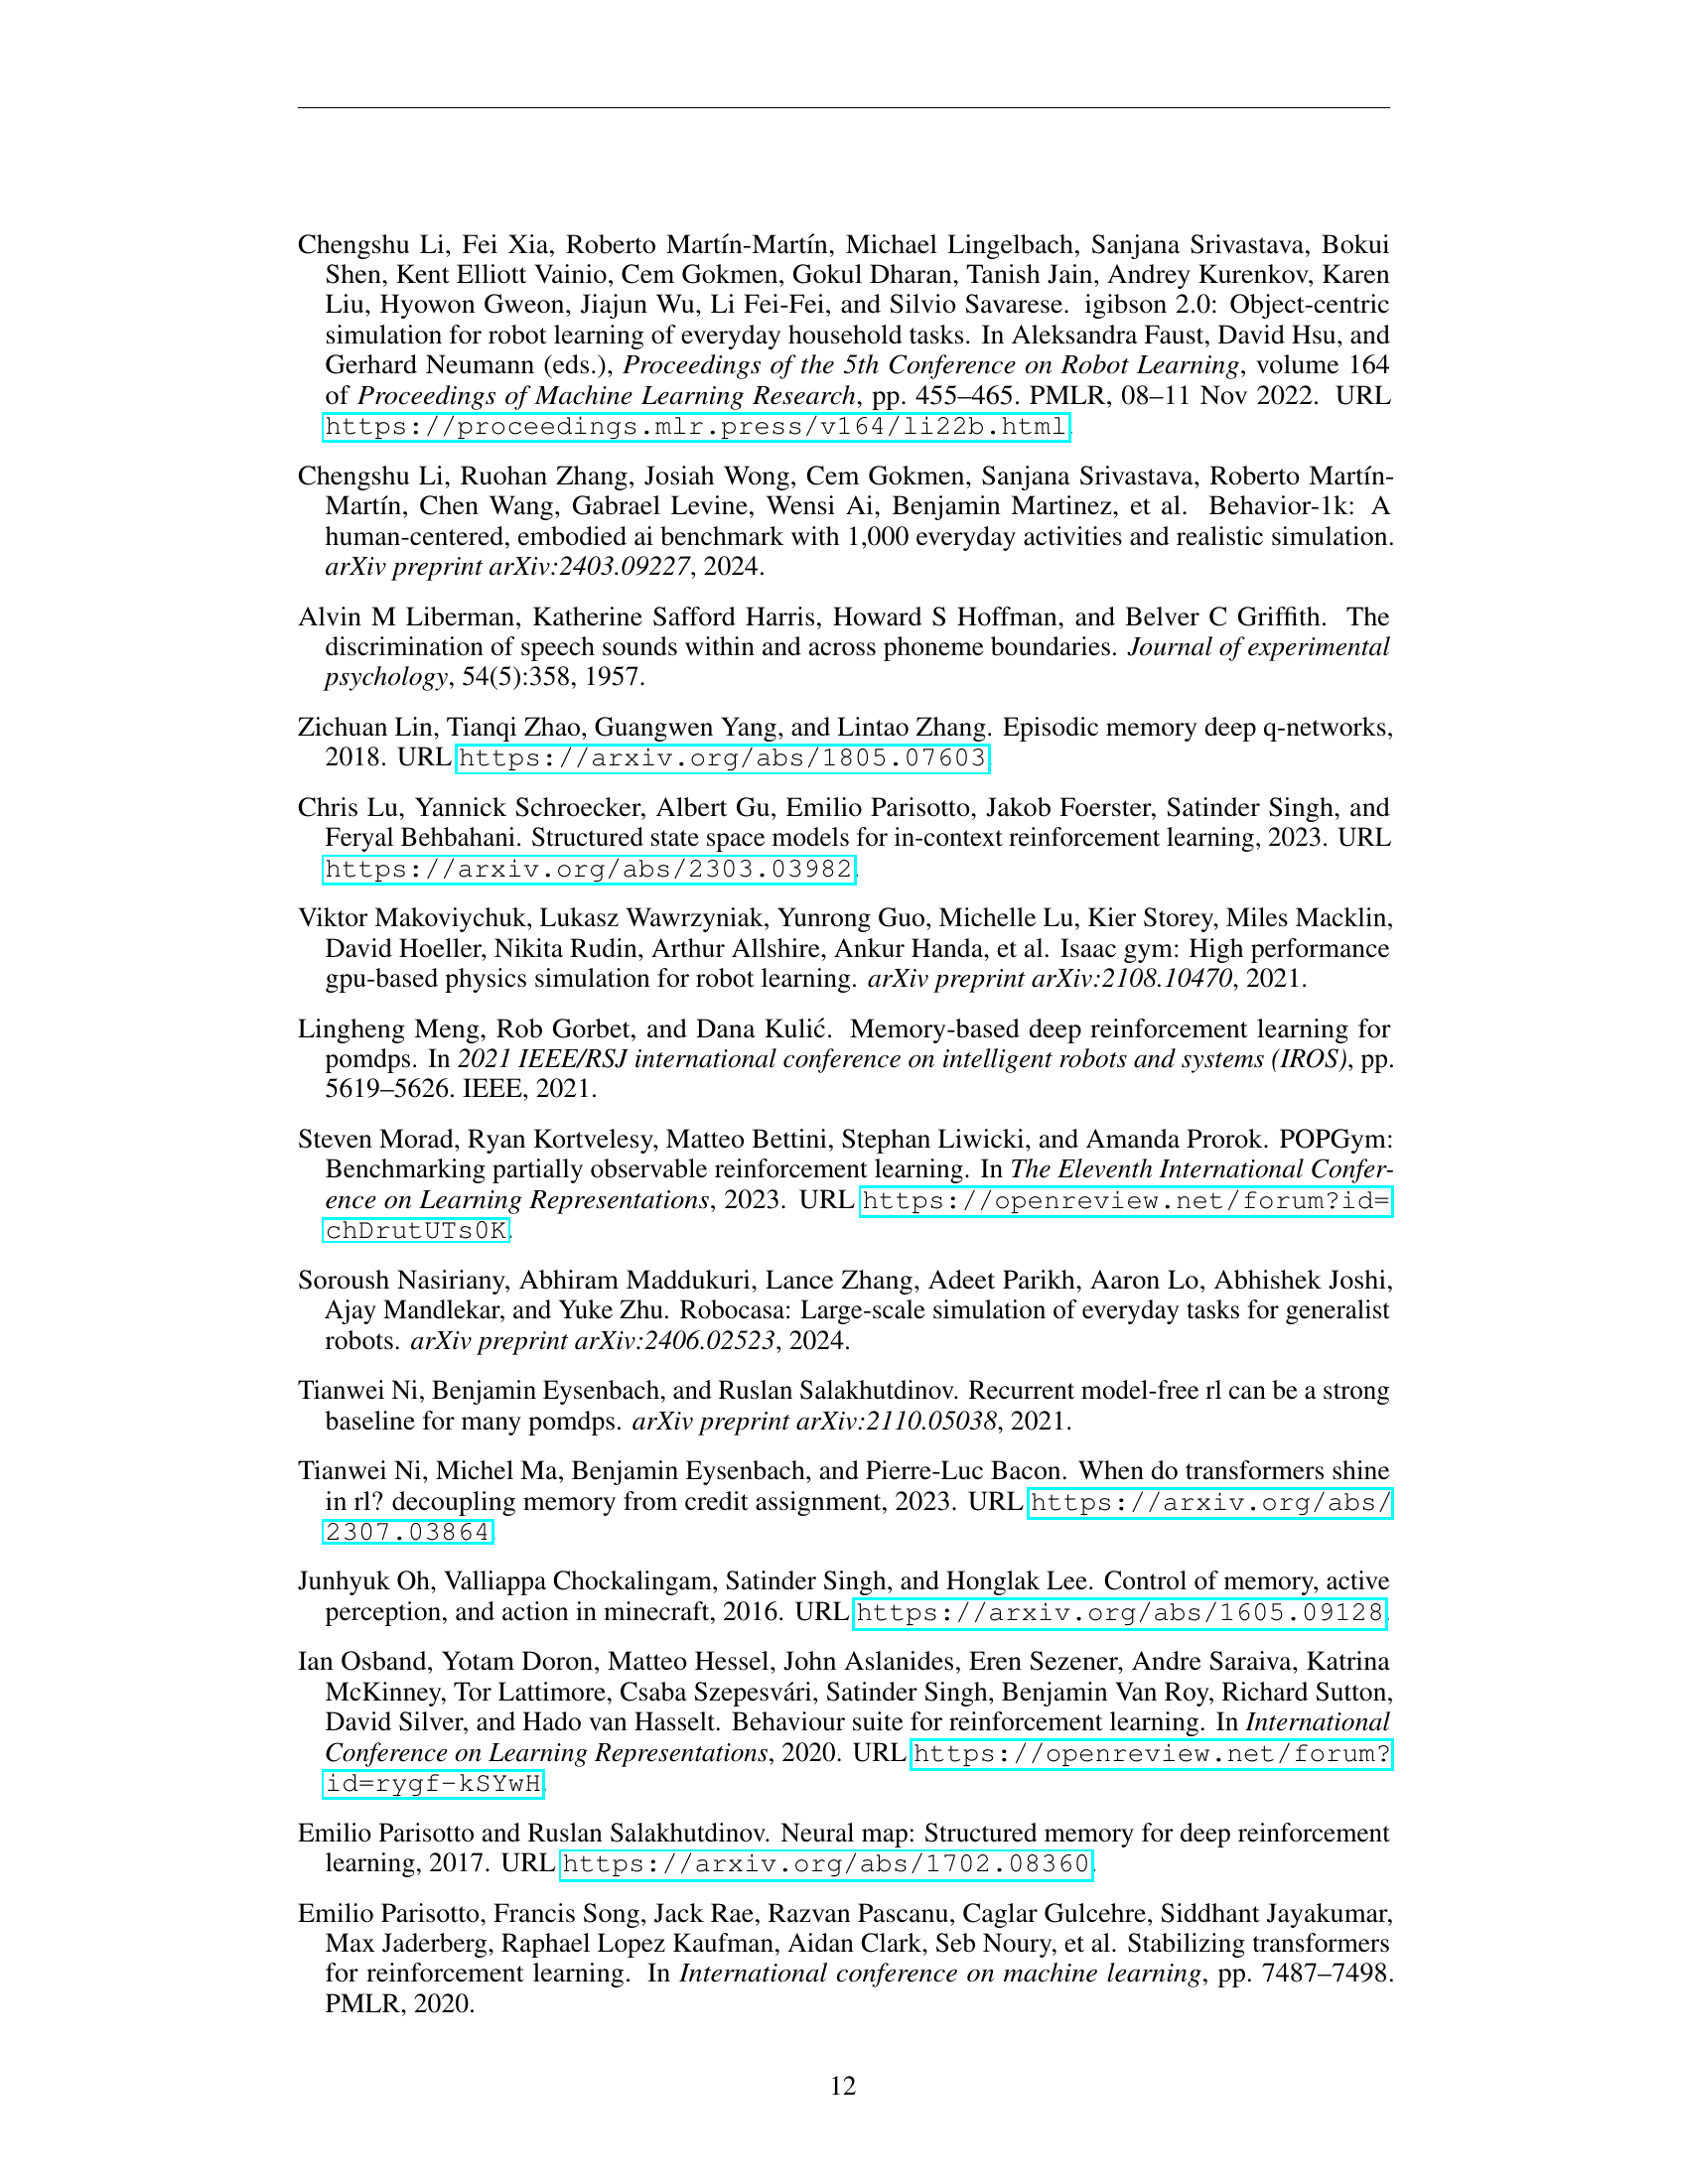 Chengshu Li, Fei Xia, Roberto Martín-Martín, Michael Lingelbach, Sanjana Srivastava, Bokui
Shen, Kent Elliott Vainio, Cem Gokmen, Gokul Dharan, Tanish Jain, Andrey Kurenkov, Karen
Liu, Hyowon Gweon, Jiajun Wu, Li Fei-Fei, and Silvio Savarese. igibson 2.0: Object-centric
simulation for robot learning of everyday household tasks. In Aleksandra Faust, David Hsu, and
Gerhard Neumann (eds.), Proceedings of the 5th Conference on Robot Learning, volume 164
of Proceedings of Machine Learning Research, pp. 455–465. PMLR, 08–11 Nov 2022. URL
https://proceedings.mlr.press/v164/li22b.html.
Chengshu Li, Ruohan Zhang, Josiah Wong, Cem Gokmen, Sanjana Srivastava, Roberto Martín-
Martín, Chen Wang, Gabrael Levine, Wensi Ai, Benjamin Martinez, et al. Behavior-1k: A
human-centered, embodied ai benchmark with 1,000 everyday activities and realistic simulation.
arXiv preprint arXiv:2403.09227, 2024.
Alvin M Liberman, Katherine Safford Harris, Howard S Hoffman, and Belver C Griffith. The
discrimination of speech sounds within and across phoneme boundaries. Journal of experimental
psychology, 54(5):358, 1957.
Zichuan Lin, Tianqi Zhao, Guangwen Yang, and Lintao Zhang. Episodic memory deep q-networks,
2018. URL https://arxiv.org/abs/1805.07603.
Chris Lu, Yannick Schroecker, Albert Gu, Emilio Parisotto, Jakob Foerster, Satinder Singh, and
Feryal Behbahani. Structured state space models for in-context reinforcement learning, 2023. URL
https://arxiv.org/abs/2303.03982.
Viktor Makoviychuk, Lukasz Wawrzyniak, Yunrong Guo, Michelle Lu, Kier Storey, Miles Macklin,
David Hoeller, Nikita Rudin, Arthur Allshire, Ankur Handa, et al. Isaac gym: High performance
gpu-based physics simulation for robot learning. arXiv preprint arXiv:2108.10470, 2021.
Lingheng Meng, Rob Gorbet, and Dana Kulić. Memory-based deep reinforcement learning for
pomdps. In 2021 IEEE/RSJ international conference on intelligent robots and systems (IROS), pp.
5619–5626. IEEE, 2021.
Steven Morad, Ryan Kortvelesy, Matteo Bettini, Stephan Liwicki, and Amanda Prorok. POPGym:
Benchmarking partially observable reinforcement learning. In The Eleventh International Confer-
ence on Learning Representations, 2023. URL https://openreview.net/forum?id=
chDrutUTs0K.
Soroush Nasiriany, Abhiram Maddukuri, Lance Zhang, Adeet Parikh, Aaron Lo, Abhishek Joshi,
Ajay Mandlekar, and Yuke Zhu. Robocasa: Large-scale simulation of everyday tasks for generalist
robots. arXiv preprint arXiv:2406.02523, 2024.
Tianwei Ni, Benjamin Eysenbach, and Ruslan Salakhutdinov. Recurrent model-free rl can be a strong
baseline for many pomdps. arXiv preprint arXiv:2110.05038, 2021.
Tianwei Ni, Michel Ma, Benjamin Eysenbach, and Pierre-Luc Bacon. When do transformers shine
in rl? decoupling memory from credit assignment, 2023. URL https://arxiv.org/abs/
2307.03864.
Junhyuk Oh, Valliappa Chockalingam, Satinder Singh, and Honglak Lee. Control of memory, active
perception, and action in minecraft, 2016. URL https://arxiv.org/abs/1605.09128.
Ian Osband, Yotam Doron, Matteo Hessel, John Aslanides, Eren Sezener, Andre Saraiva, Katrina
McKinney, Tor Lattimore, Csaba Szepesvári, Satinder Singh, Benjamin Van Roy, Richard Sutton,
David Silver, and Hado van Hasselt. Behaviour suite for reinforcement learning. In International
Conference on Learning Representations, 2020. URL https://openreview.net/forum?
id=rygf-kSYwH.
Emilio Parisotto and Ruslan Salakhutdinov. Neural map: Structured memory for deep reinforcement
learning, 2017. URL https://arxiv.org/abs/1702.08360.
Emilio Parisotto, Francis Song, Jack Rae, Razvan Pascanu, Caglar Gulcehre, Siddhant Jayakumar,
Max Jaderberg, Raphael Lopez Kaufman, Aidan Clark, Seb Noury, et al. Stabilizing transformers
for reinforcement learning. In International conference on machine learning, pp. 7487–7498.
PMLR, 2020.
12